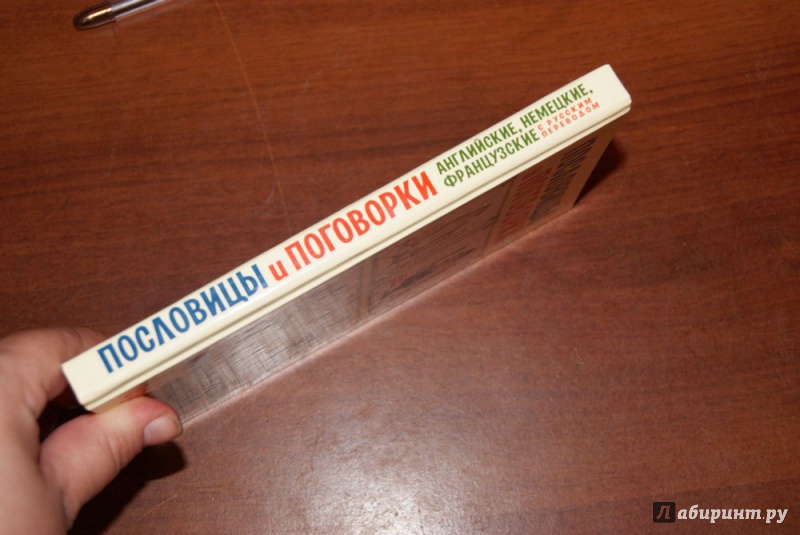 ПОСЛОВИЦЫ и ПОГОВОРКИ
АНГЛИЙСКИЕ, НЕМЕЦКИЕ,
ФРАНЦУЗСКИЕ
С РУССКИМ
ПЕРЕВОДОМ
Лабиринт.ру